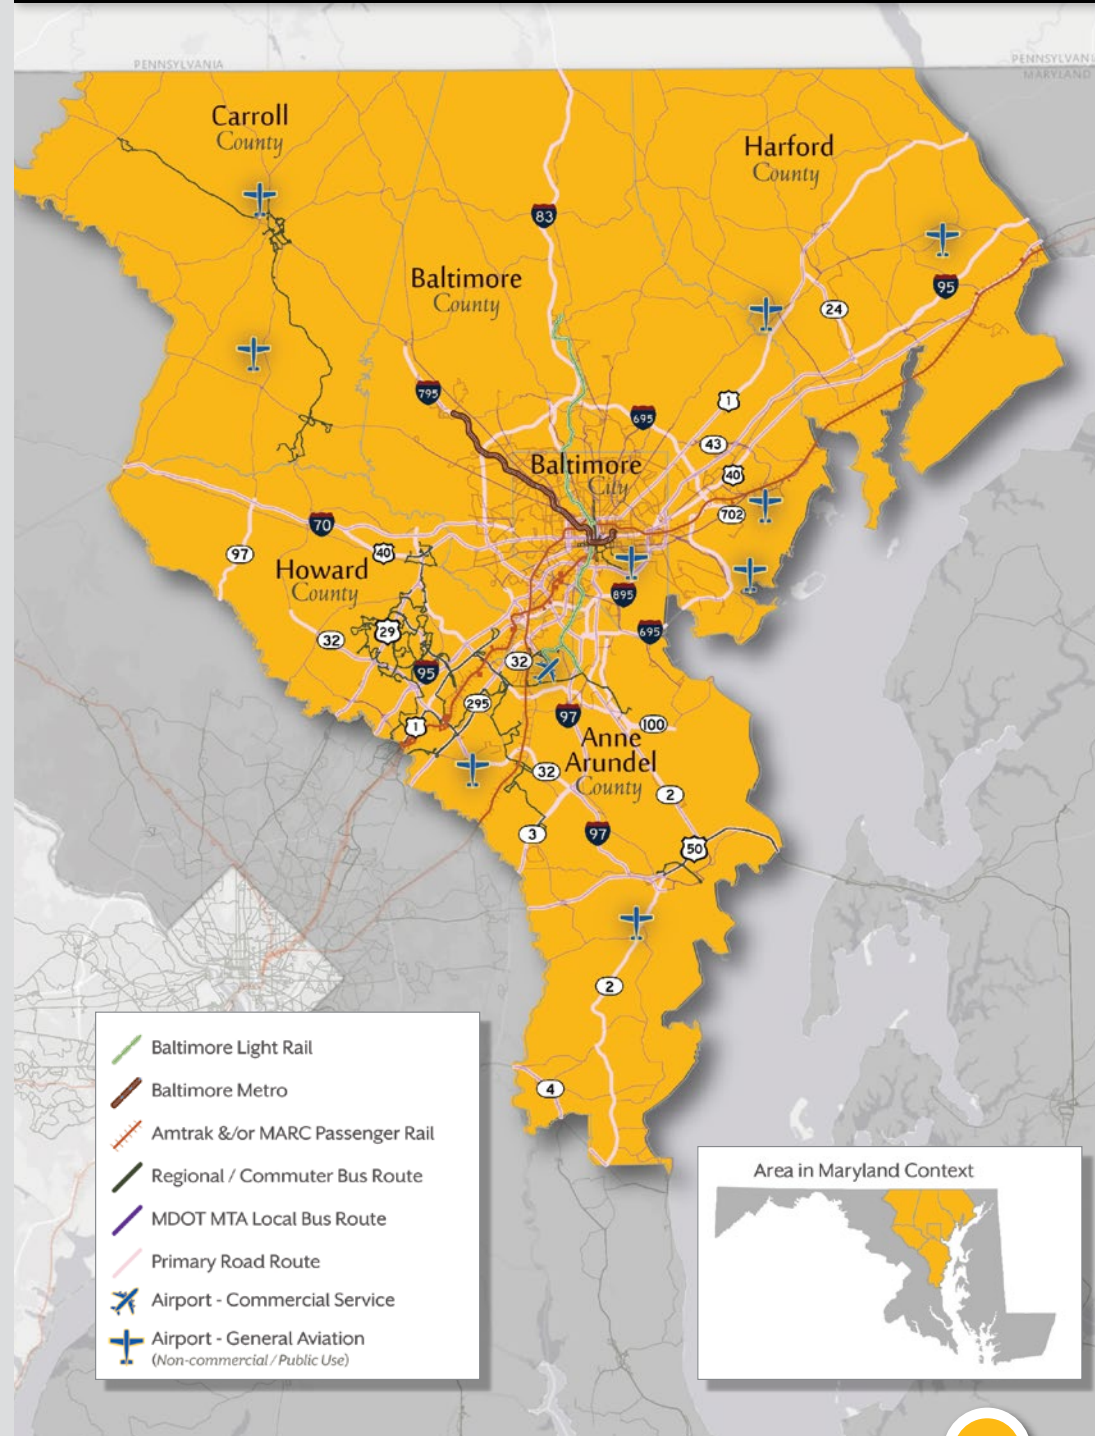 PENNSYLVANIA
PENNSYLVANI
MARYLAND
Carroll
County
Harford
County
83
Baltimore
County
95
24
795
1
695
43
Baltimore
City
40
702
70
40
97
Howard
County
895
32
29
695
32
95
295
97
1
100
Anne
Arundel
County
32
2
3
97
50
2
4
Baltimore Light Rail
Baltimore Metro
Amtrak &/or MARC Passenger Rail
Regional / Commuter Bus Route
MDOT MTA Local Bus Route
Primary Road Route
Airport - Commercial Service
Airport - General Aviation
(Non-commercial / Public Use)
Area in Maryland Context